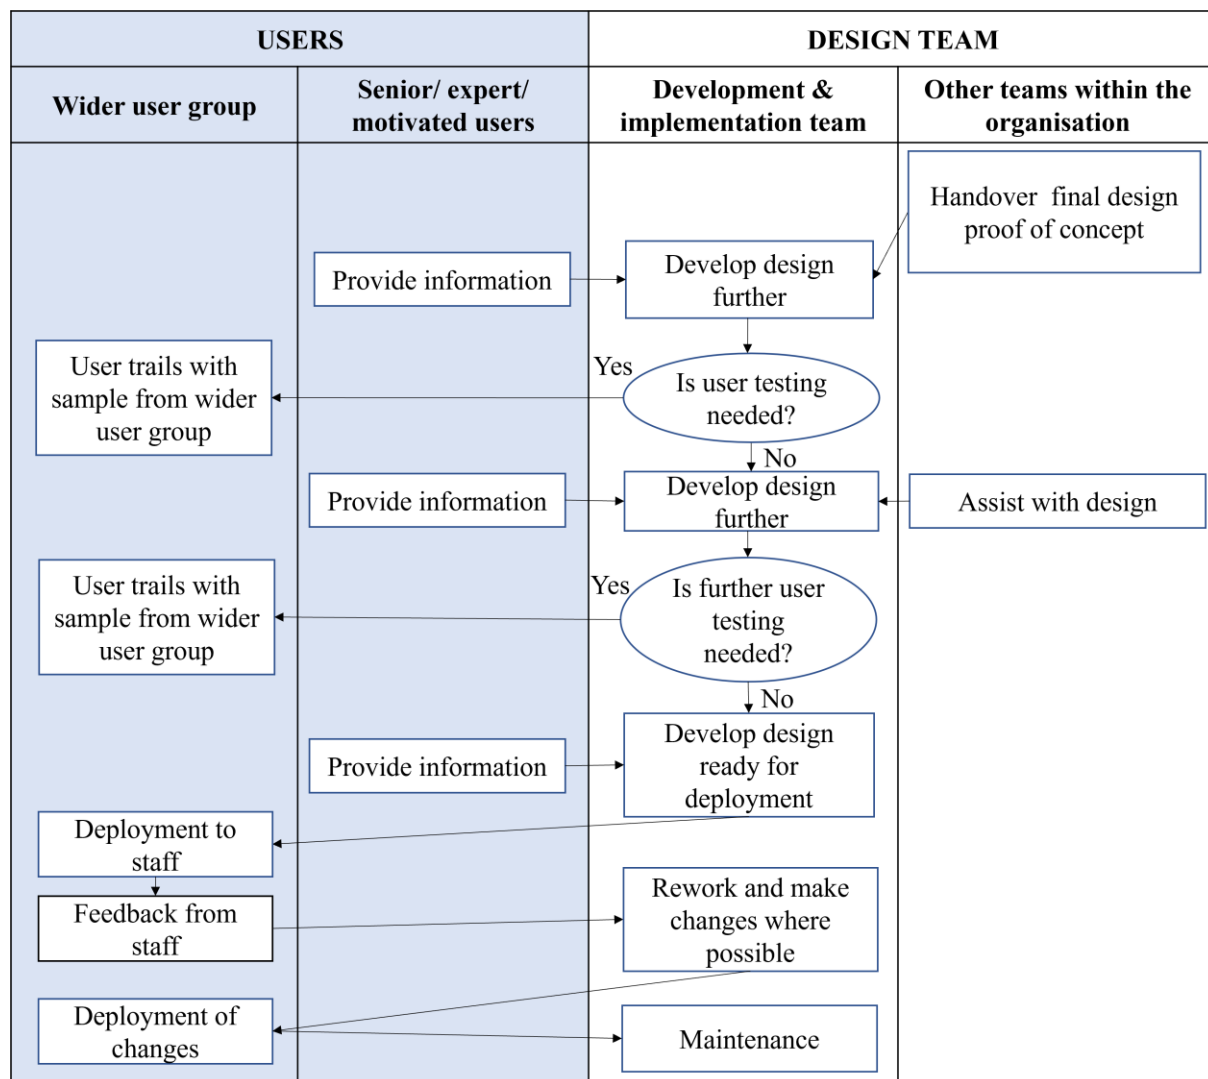 USERS
DESIGN TEAM
Wider user group
Senior/ expert/
motivated users
Development &
implementation team
Other teams within the
organisation
Handover  final design
proof of concept
Provide information
Develop design
further
User trails with
sample from wider
user group
Yes
Is user testing
needed?
No
Provide information
Develop design
further
Assist with design
User trails with
sample from wider
user group
Yes
Is further user
testing
needed?
No
Provide information
Develop design
ready for
deployment
Deployment to
staff
Feedback from
staff
Rework and make
changes where
possible
Deployment of
changes
Maintenance